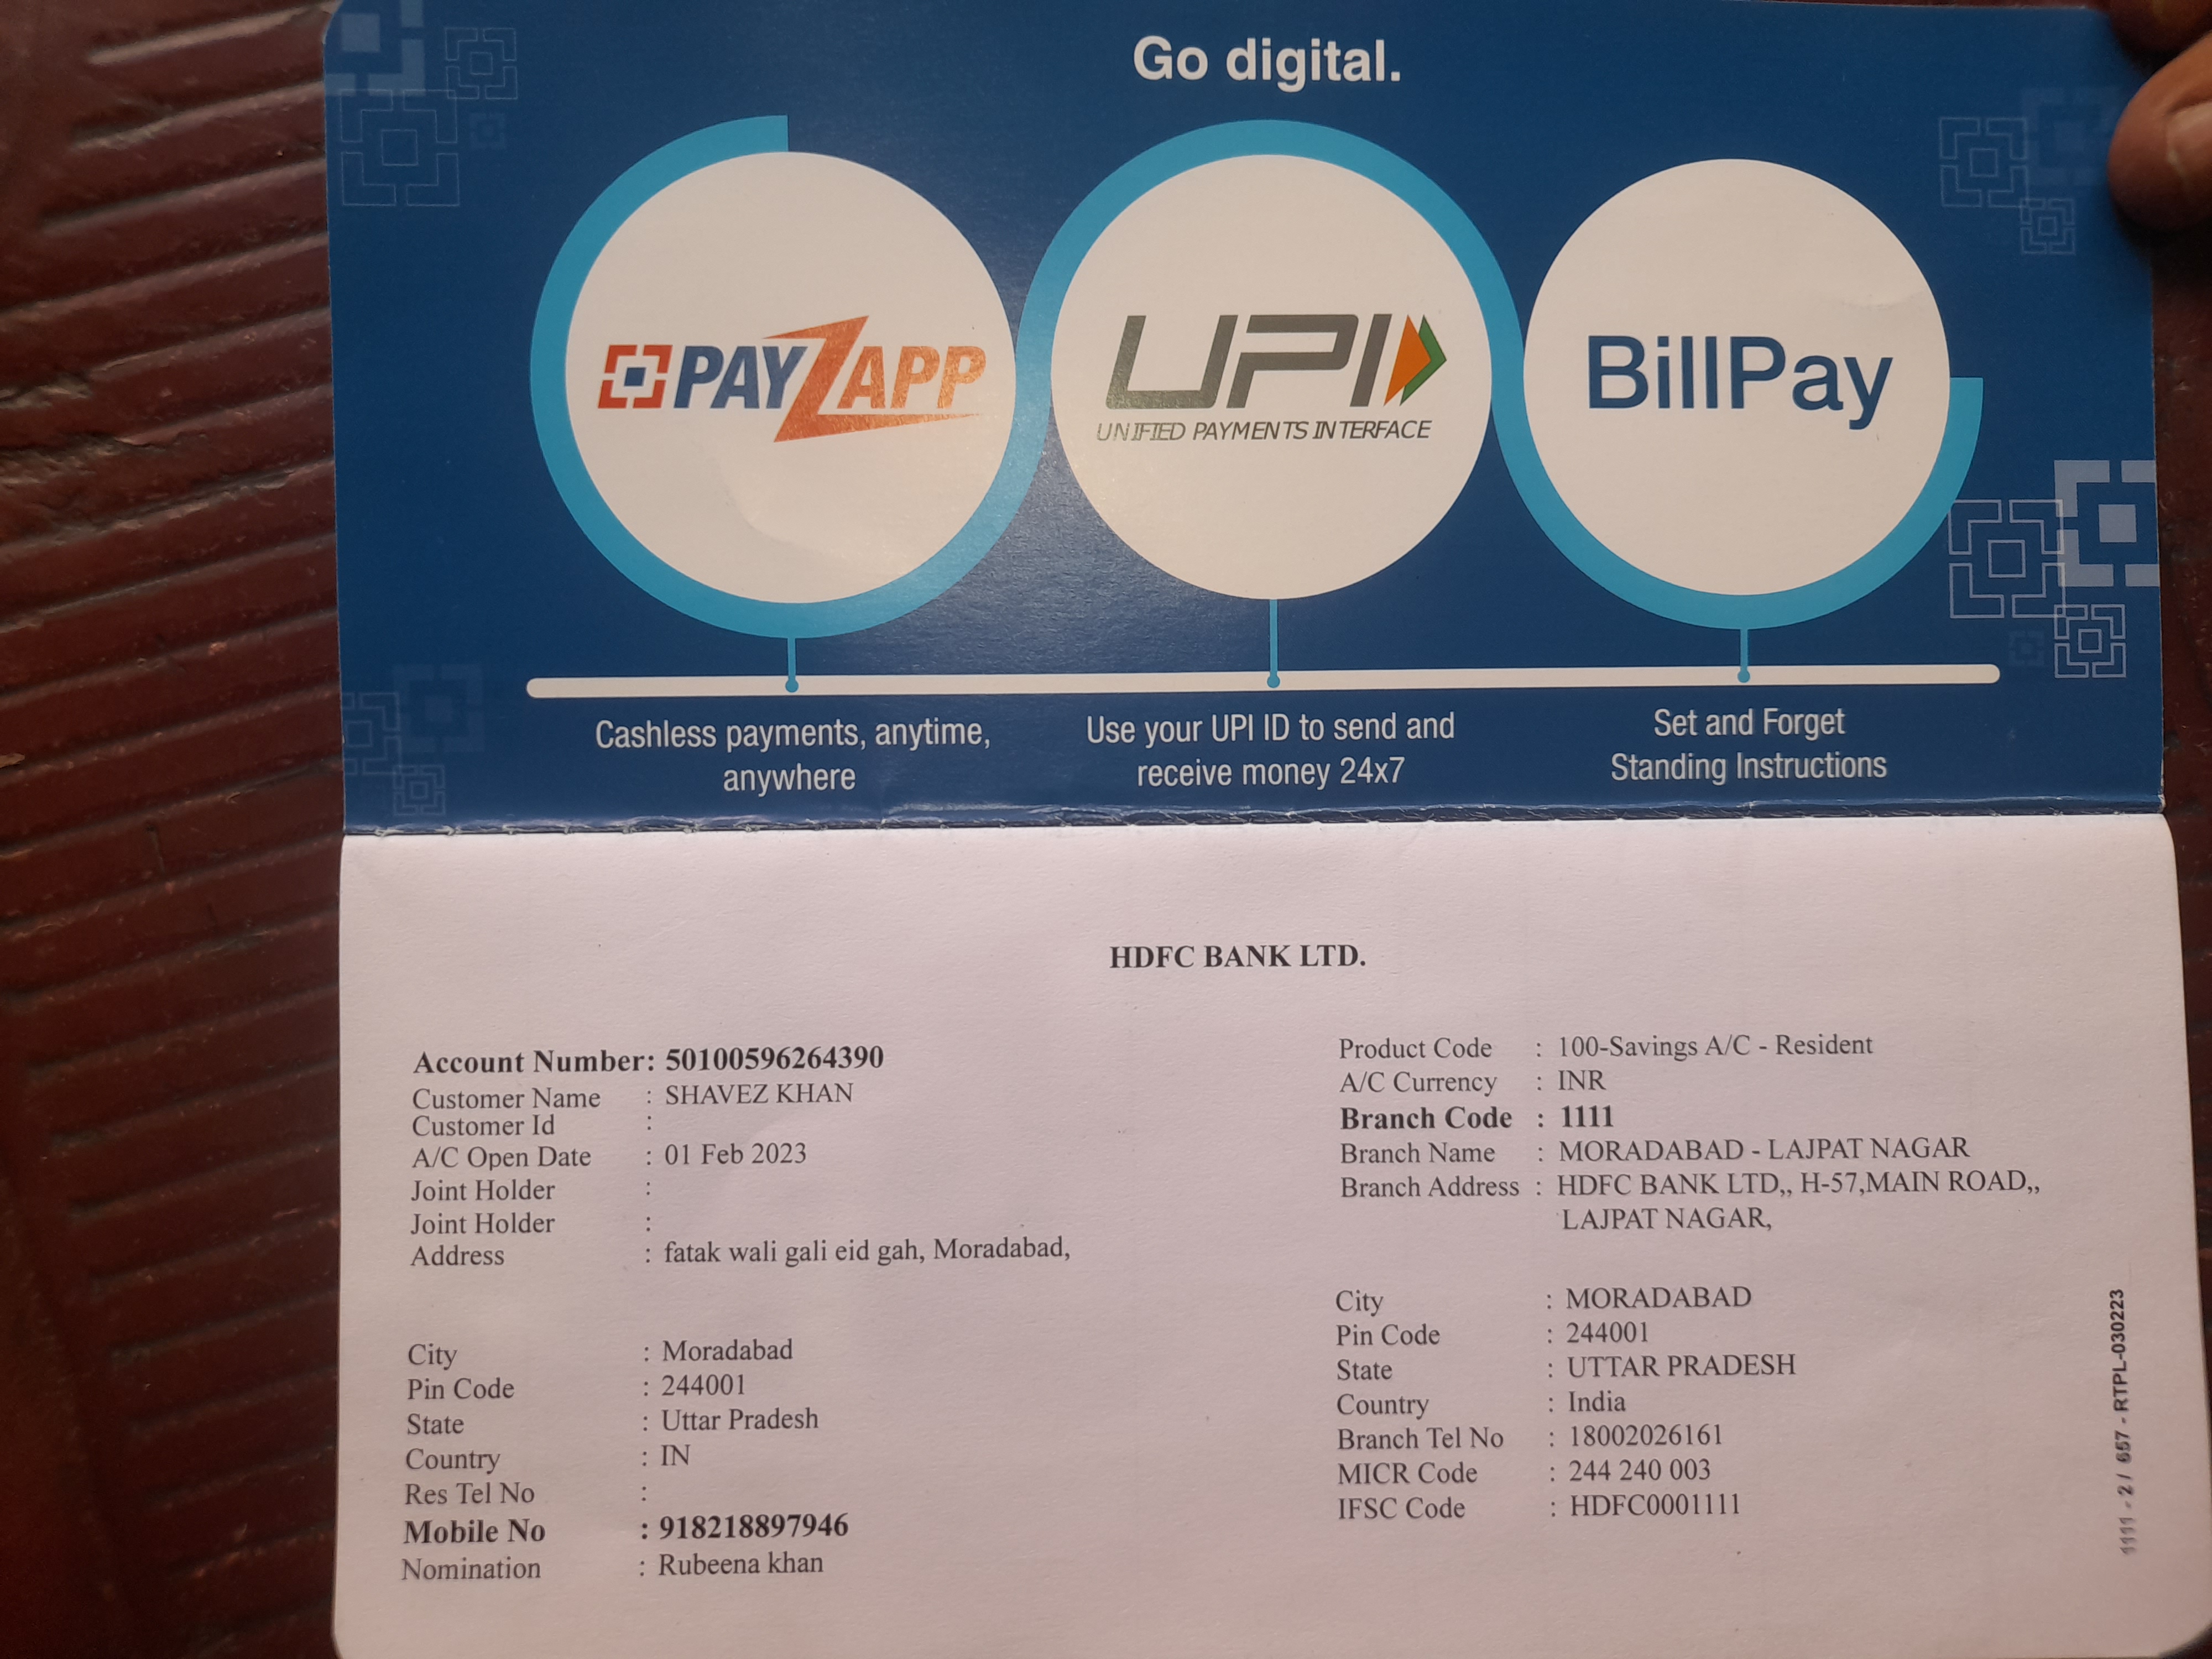 Go digital.
PAYZAPP
UPI
UNIFIED PAYMENTS INTERFACE
BillPay
Cashless payments, anytime,
anywhere
Use your UPI ID to send and
receive money 24x7
Set and Forget
Standing Instructions
HDFC BANK LTD.
Account Number: 50100596264390
Customer Name : SHAVEZ KHAN
Customer Id :
A/C Open Date : 01 Feb 2023
Joint Holder :
Joint Holder :
Address : fatak wali gali eid gah, Moradabad,
City : Moradabad
Pin Code : 244001
State : Uttar Pradesh
Country : IN
Res Tel No :
Mobile No : 918218897946
Nomination : Rubeena khan
Product Code : 100-Savings A/C - Resident
A/C Currency : INR
Branch Code : 1111
Branch Name : MORADABAD - LAJPAT NAGAR
Branch Address : HDFC BANK LTD,, H-57,MAIN ROAD,,
LAJPAT NAGAR,
City : MORADABAD
Pin Code : 244001
State : UTTAR PRADESH
Country : India
Branch Tel No : 18002026161
MICR Code : 244 240 003
IFSC Code : HDFC0001111
1111 - 2 / 657 - RTPL-030223